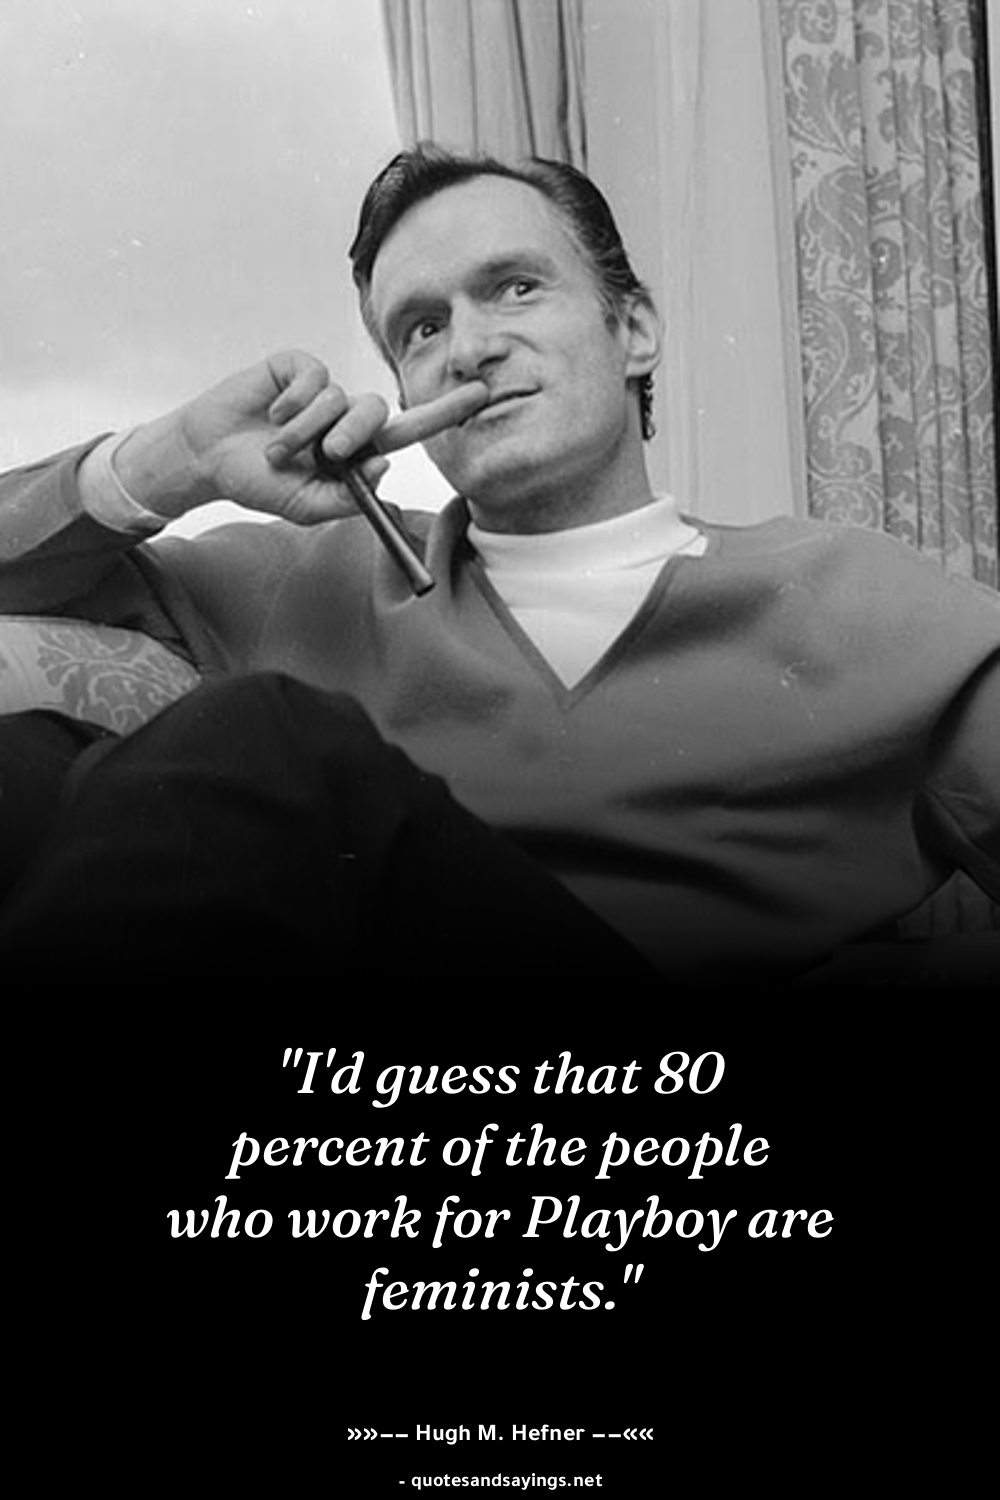 "I'd guess that 80
percent of the people
who work for Playboy are
feminists."
»»–– Hugh M. Hefner ––««
- quotesandsayings.net